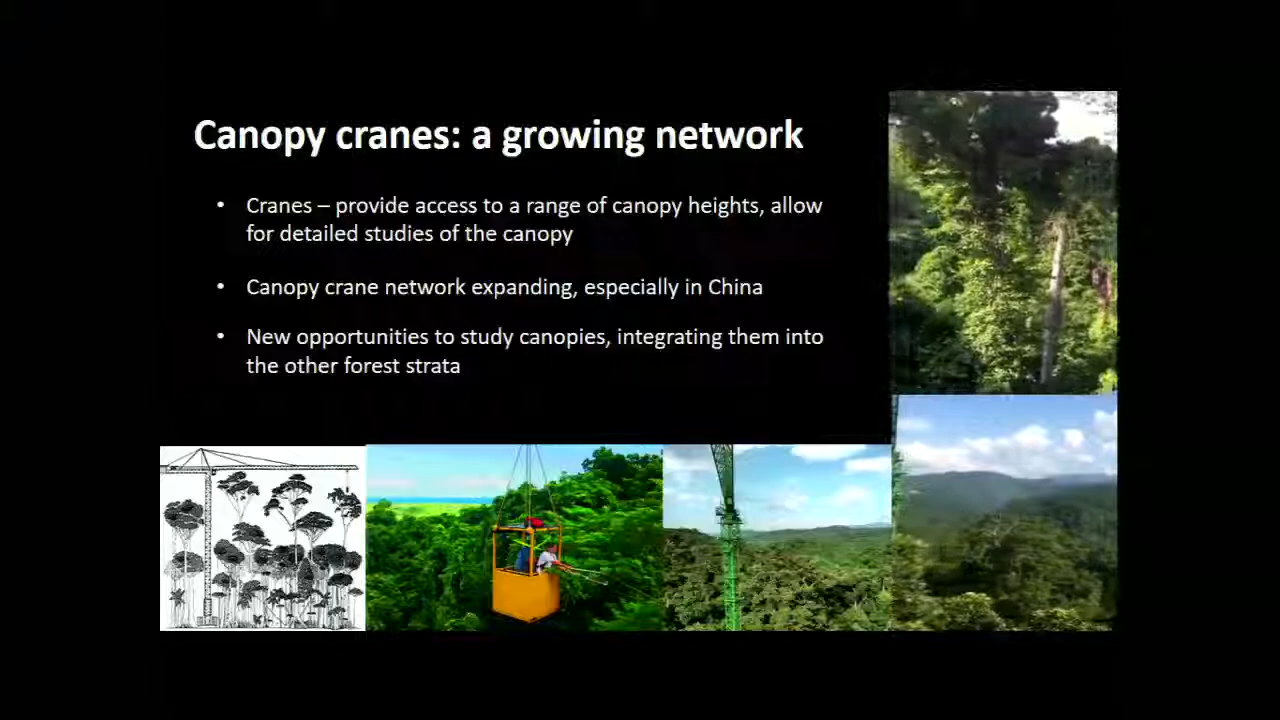 Canopy cranes: a growing network
• Cranes – provide access to a range of canopy heights, allow
for detailed studies of the canopy
• Canopy crane network expanding, especially in China
• New opportunities to study canopies, integrating them into
the other forest strata